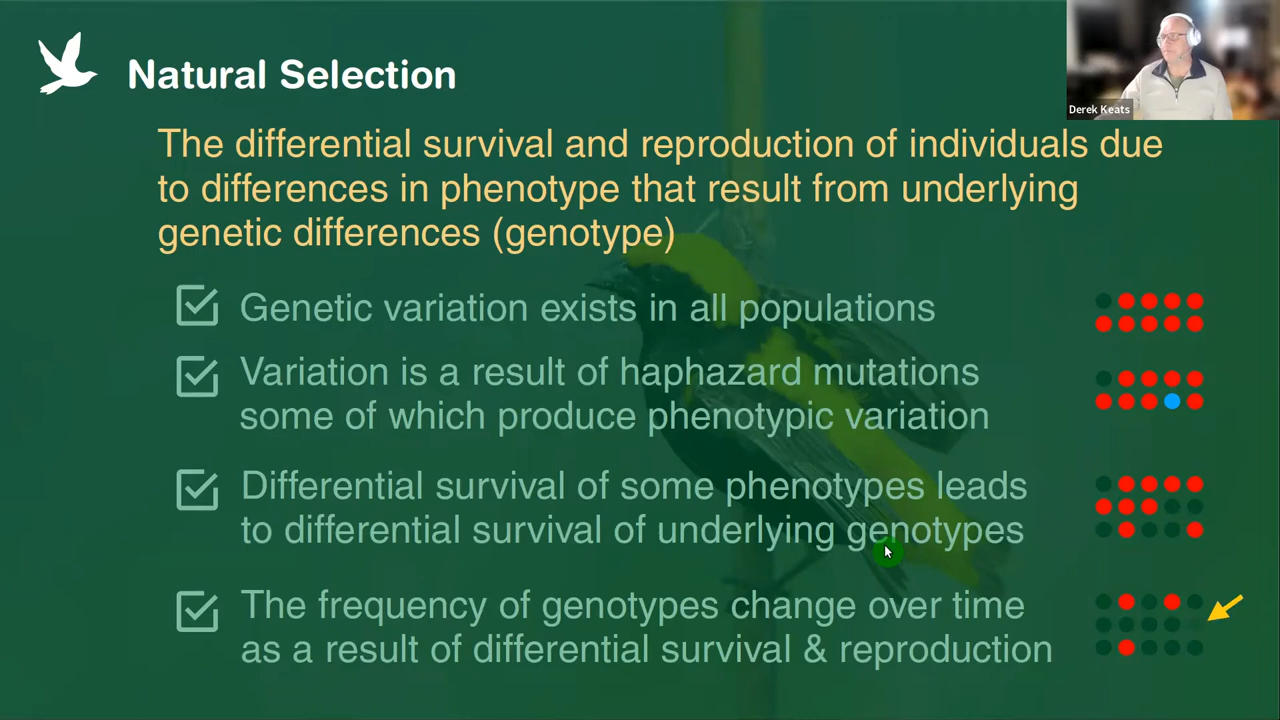 Natural Selection
Derek Keats
The differential survival and reproduction of individuals due
to differences in phenotype that result from underlying
genetic differences (genotype)
Genetic variation exists in all populations
Variation is a result of haphazard mutations
some of which produce phenotypic variation
Differential survival of some phenotypes leads
to differential survival of underlying genotypes
The frequency of genotypes change over time
as a result of differential survival & reproduction